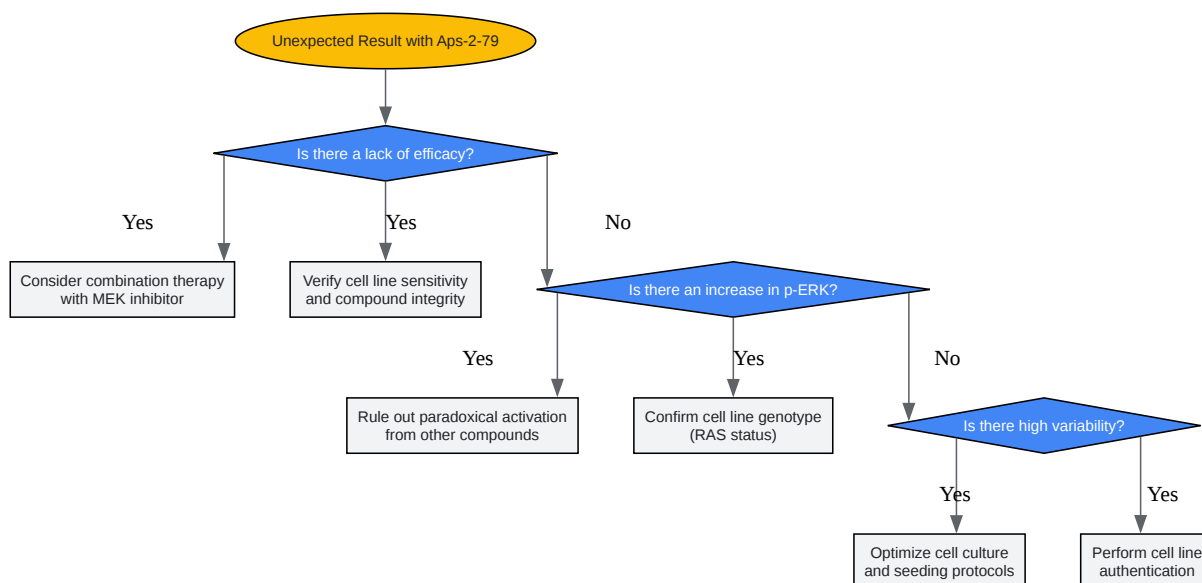 Unexpected Result with Aps-2-79
Is there a lack of efficacy?
Yes
Yes
No
Consider combination therapy
with MEK inhibitor
Verify cell line sensitivity
and compound integrity
Is there an increase in p-ERK?
Yes
Yes
No
Rule out paradoxical activation
from other compounds
Confirm cell line genotype
(RAS status)
Is there high variability?
Yes
Yes
Optimize cell culture
and seeding protocols
Perform cell line
authentication